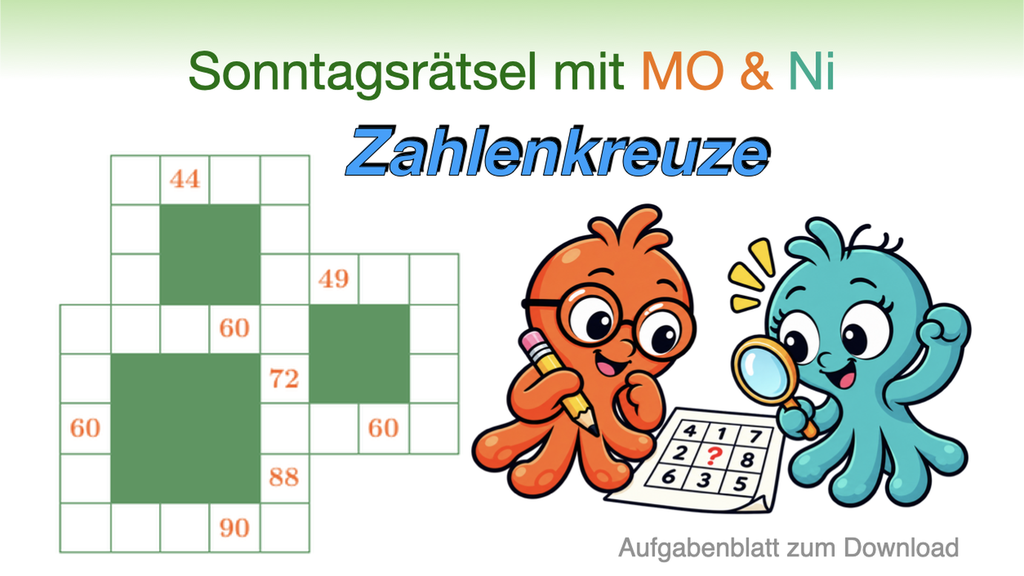 Sonntagsrätsel mit MO & Ni
Zahlenkreuze
44
49
60
72
60 60
88
90
4 1 7
2 ? 8
6 3 5
Aufgabenblatt zum Download